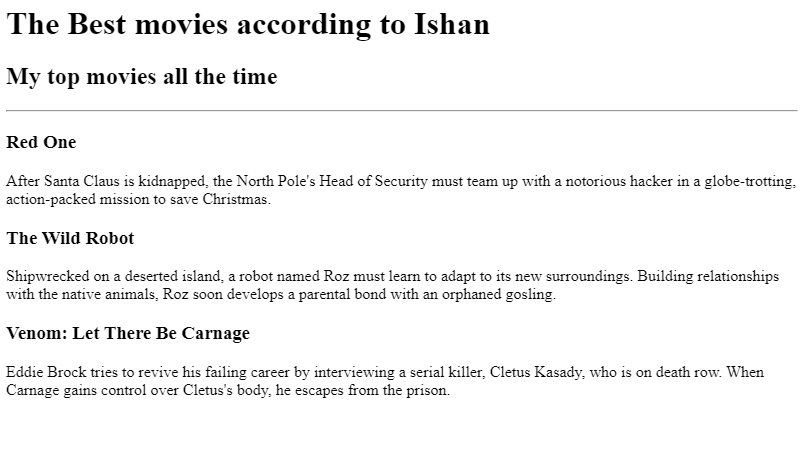 The Best movies according to Ishan
My top movies all the time
Red One
After Santa Claus is kidnapped, the North Pole's Head of Security must team up with a notorious hacker in a globe-trotting,
action-packed mission to save Christmas.
The Wild Robot
Shipwrecked on a deserted island, a robot named Roz must learn to adapt to its new surroundings. Building relationships
with the native animals, Roz soon develops a parental bond with an orphaned gosling.
Venom: Let There Be Carnage
Eddie Brock tries to revive his failing career by interviewing a serial killer, Cletus Kasady, who is on death row. When
Carnage gains control over Cletus's body, he escapes from the prison.